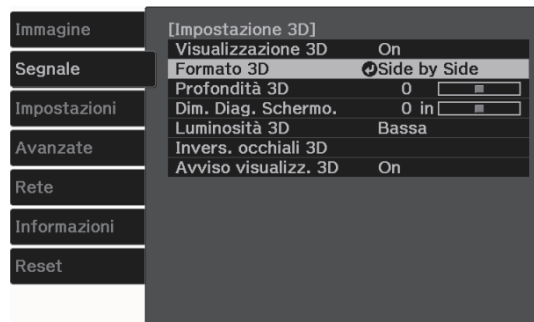 Immagine
Segnale
Impostazioni
Avanzate
Rete
Informazioni
Reset
[Impostazione 3D]
Visualizzazione 3D On
Formato 3D Side by Side
Profondità 3D 0
Dim. Diag. Schermo. 0 in
Luminosità 3D Bassa
Invers. occhiali 3D
Avviso visualizz. 3D On